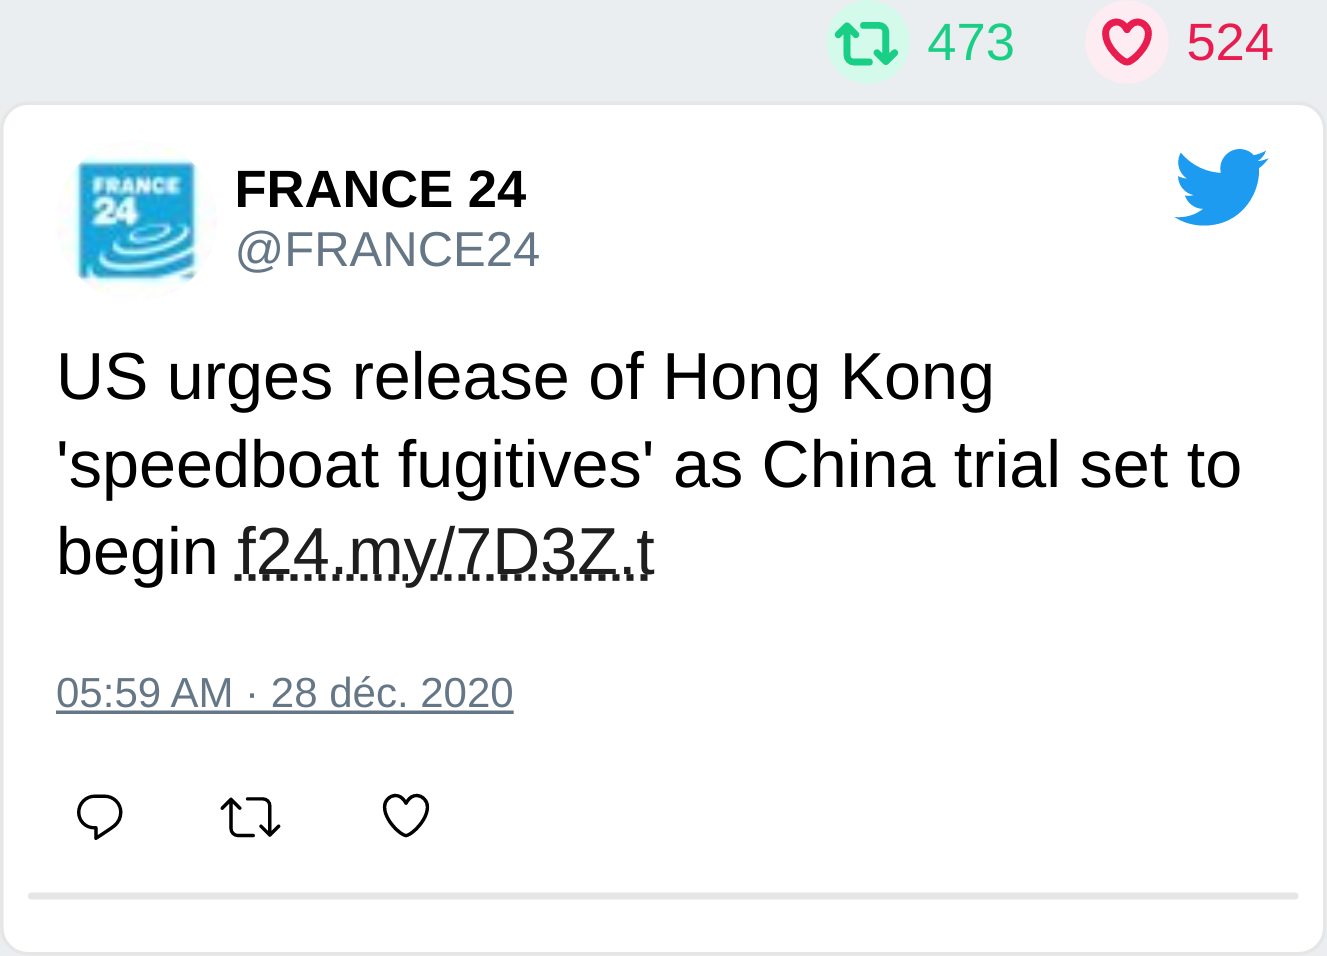 473 524
FRANCE
24
FRANCE 24
@FRANCE24
US urges release of Hong Kong
'speedboat fugitives' as China trial set to
begin f24.my/7D3Z.t
05:59 AM · 28 déc. 2020